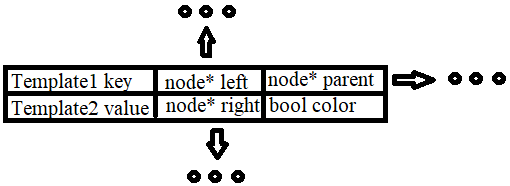 Template1 key node* left node* parent
Template2 value node* right bool color